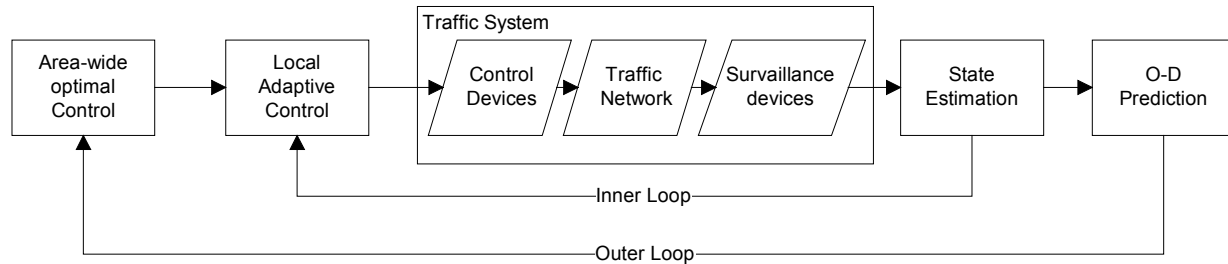 Traffic System
Area-wide
optimal
Control
Local
Adaptive
Control
Control
Devices
Traffic
Network
Survaillance
devices
State
Estimation
O-D
Prediction
Inner Loop
Outer Loop